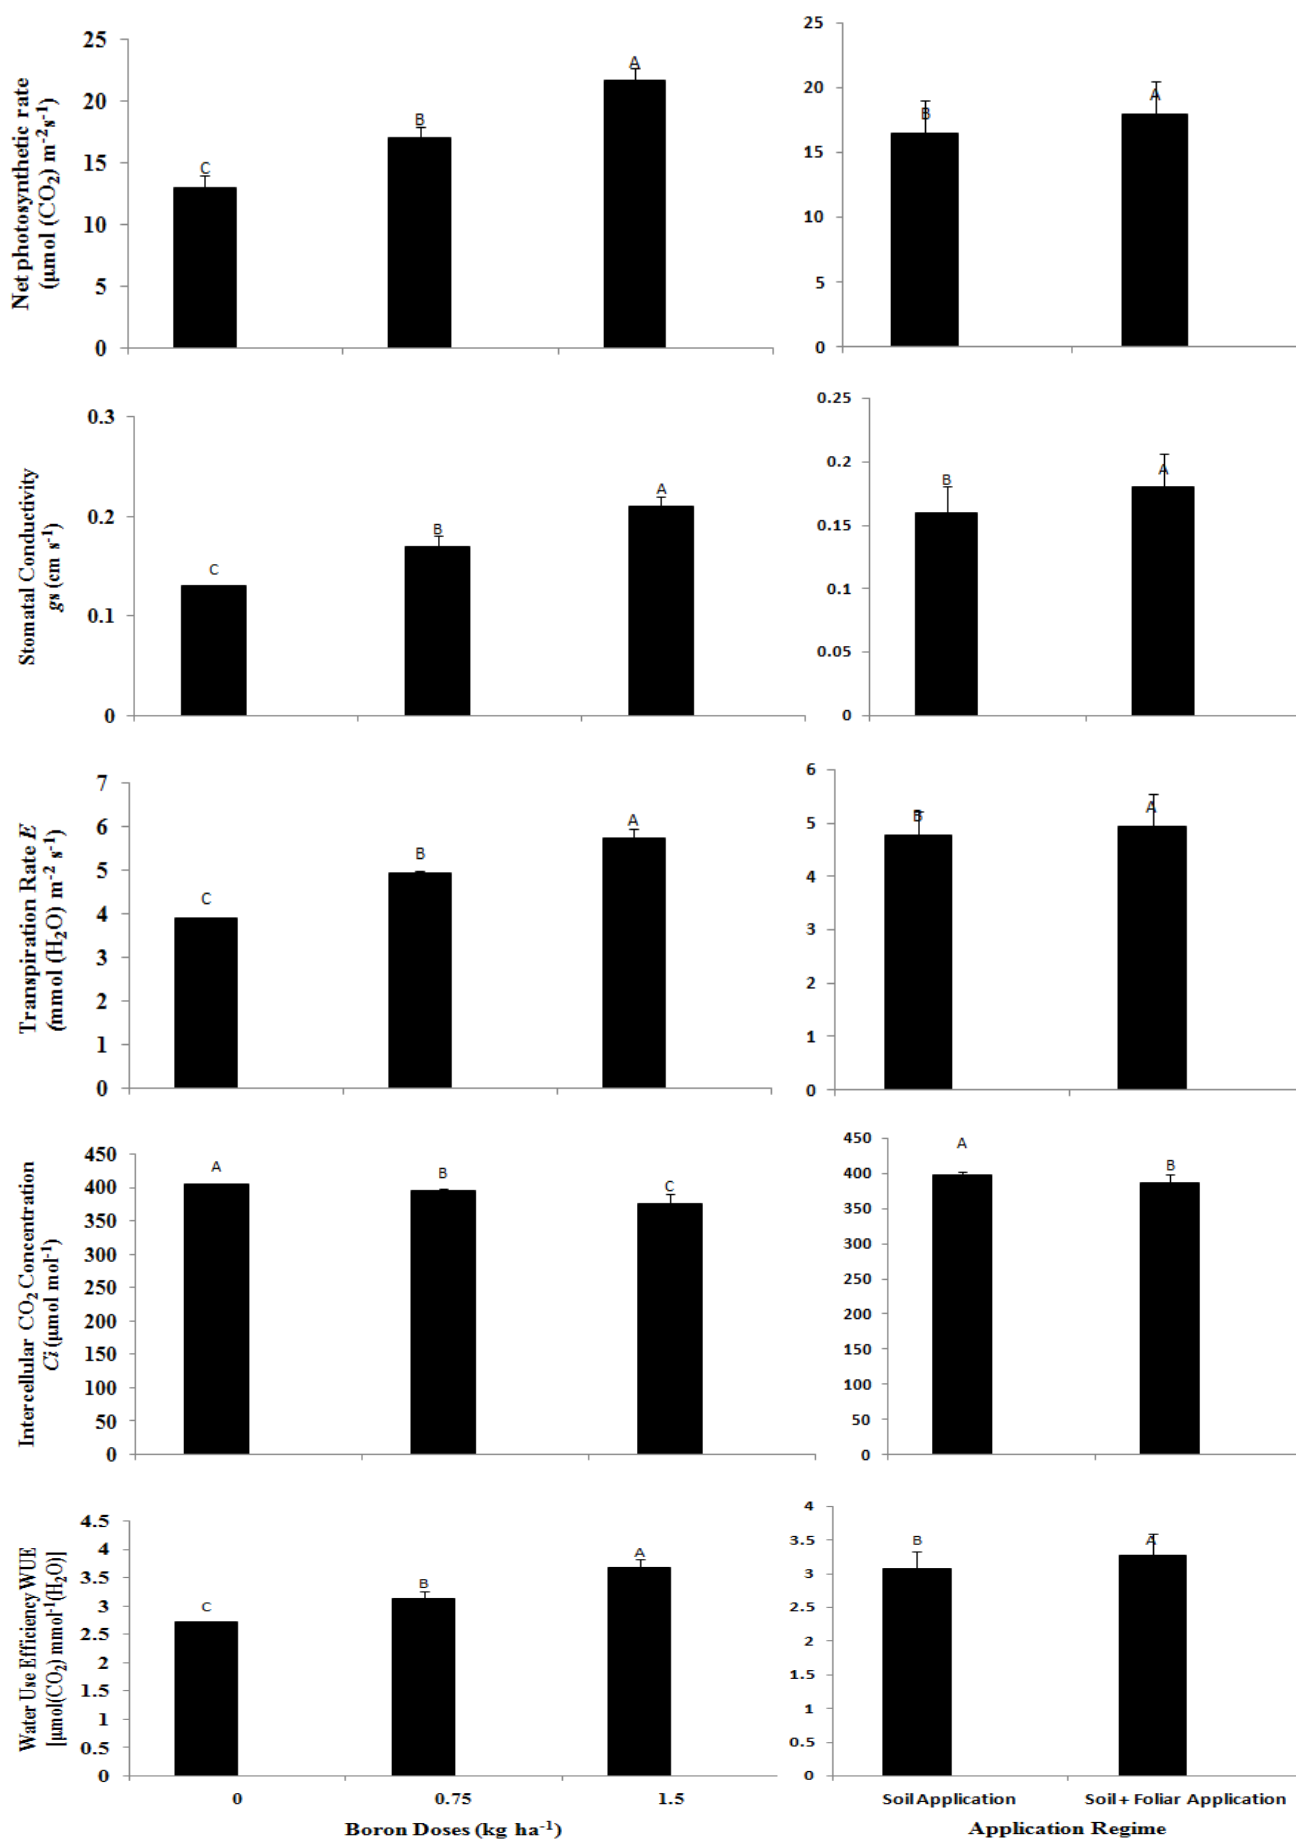 Net photosynthetic rate
(µmol (CO₂) m⁻²s⁻¹)
25
20
15
10
5
0
C
B
A
25
20
15
10
5
0
B
A
Stomatal Conductivity
gs (cm s⁻¹)
0.3
0.2
0.1
0
C
B
A
0.25
0.2
0.15
0.1
0.05
0
B
A
Transpiration Rate E
(mmol (H₂O) m⁻² s⁻¹)
7
6
5
4
3
2
1
0
C
B
A
6
5
4
3
2
1
0
B
A
Intercellular CO₂ Concentration
Ci (µmol mol⁻¹)
450
400
350
300
250
200
150
100
50
0
A
B
C
450
400
350
300
250
200
150
100
50
0
A
B
Water Use Efficiency WUE
[µmol(CO₂) mmol⁻¹(H₂O)]
4.5
4
3.5
3
2.5
2
1.5
1
0.5
0
C
B
A
0 0.75 1.5
Boron Doses (kg ha⁻¹)
4
3.5
3
2.5
2
1.5
1
0.5
0
B
A
Soil Application Soil + Foliar Application
Application Regime